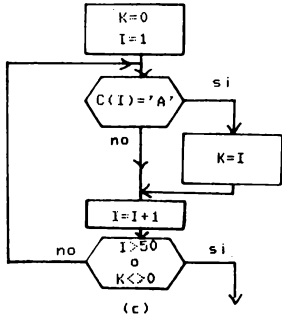 K=0
I=1
C(I)='A'
si
no
K=I
I=I+1
no
I>50
o
K<>0
si
(c)